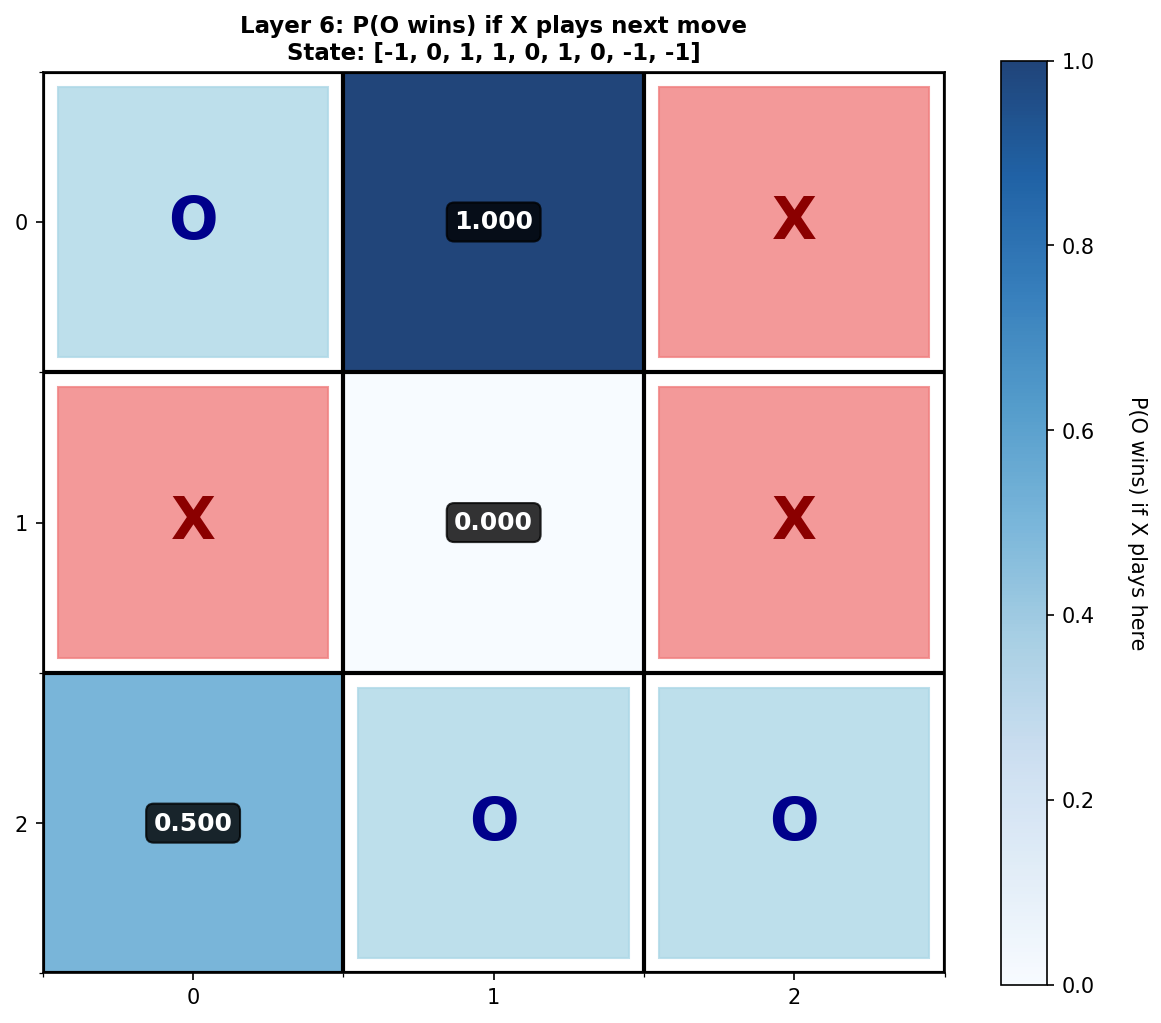 Layer 6: P(O wins) if X plays next move
State: [-1, 0, 1, 1, 0, 1, 0, -1, -1]
O
1.000
X
X
0.000
X
0.500
O
O
0
1
2
0
1
2
1.0
0.8
0.6
0.4
0.2
0.0
P(O wins) if X plays here